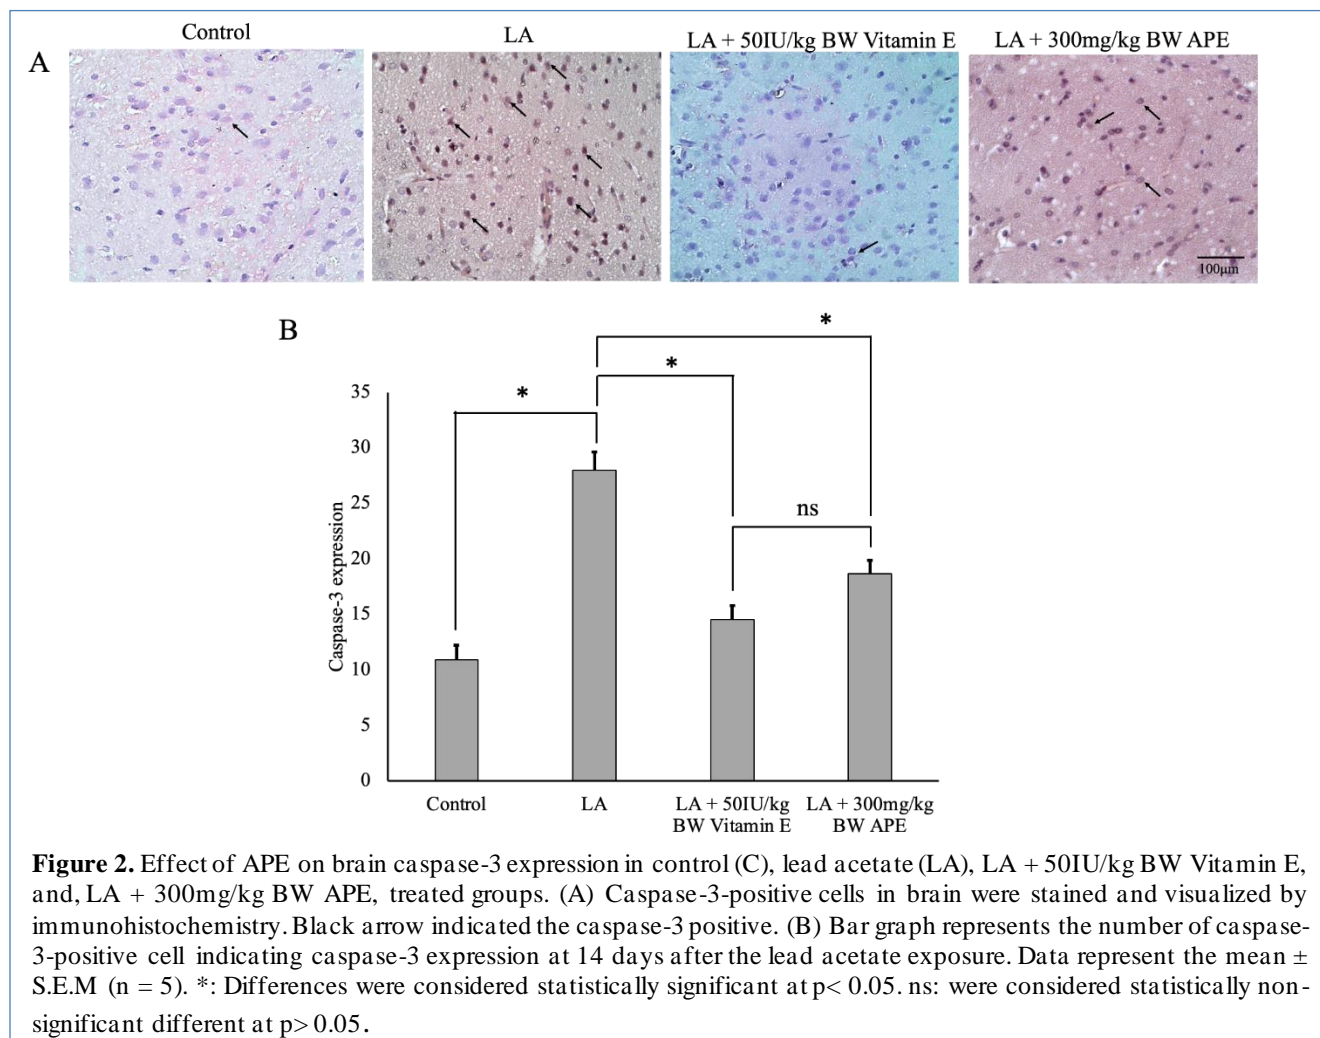 Control
LA
LA + 50IU/kg BW Vitamin E
LA + 300mg/kg BW APE
A
100μm
B
*
*
*
ns
Caspase-3 expression
35
30
25
20
15
10
5
0
Control
LA
LA + 50IU/kg
BW Vitamin E
LA + 300mg/kg
BW APE
Figure 2. Effect of APE on brain caspase-3 expression in control (C), lead acetate (LA), LA + 50IU/kg BW Vitamin E,
and, LA + 300mg/kg BW APE, treated groups. (A) Caspase-3-positive cells in brain were stained and visualized by
immunohistochemistry. Black arrow indicated the caspase-3 positive. (B) Bar graph represents the number of caspase-
3-positive cell indicating caspase-3 expression at 14 days after the lead acetate exposure. Data represent the mean ±
S.E.M (n = 5). *: Differences were considered statistically significant at p< 0.05. ns: were considered statistically non-
significant different at p> 0.05.